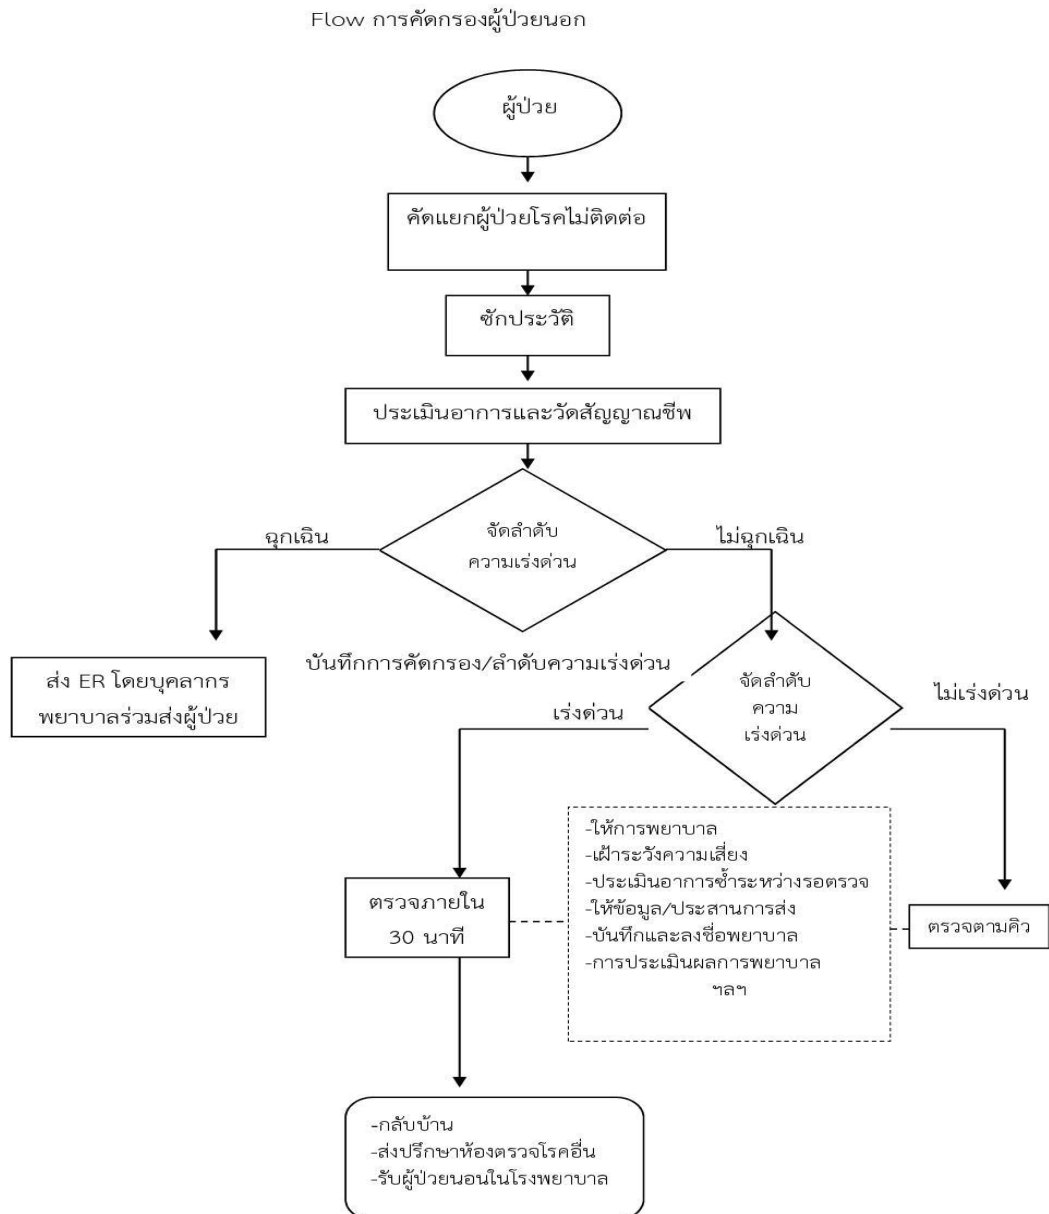 Flow การคัดกรองผู้ป่วยนอก
ผู้ป่วย
คัดแยกผู้ป่วยโรคไม่ติดต่อ
ซักประวัติ
ประเมินอาการและวัดสัญญาณชีพ
จัดลำดับ
ความเร่งด่วน
ฉุกเฉิน
ไม่ฉุกเฉิน
ส่ง ER โดยบุคลากร
พยาบาลร่วมส่งผู้ป่วย
บันทึกการคัดกรอง/ลำดับความเร่งด่วน
จัดลำดับ
ความ
เร่งด่วน
เร่งด่วน
ไม่เร่งด่วน
ตรวจภายใน
30 นาที
-ให้การพยาบาล
-เฝ้าระวังความเสี่ยง
-ประเมินอาการซ้ำระหว่างรอตรวจ
-ให้ข้อมูล/ประสานการส่ง
-บันทึกและลงชื่อพยาบาล
-การประเมินผลการพยาบาล
ฯลฯ
ตรวจตามคิว
-กลับบ้าน
-ส่งปรึกษาห้องตรวจโรคอื่น
-รับผู้ป่วยนอนในโรงพยาบาล